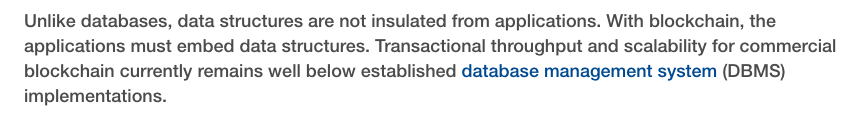 Unlike databases, data structures are not insulated from applications. With blockchain, the
applications must embed data structures. Transactional throughput and scalability for commercial
blockchain currently remains well below established database management system (DBMS)
implementations.